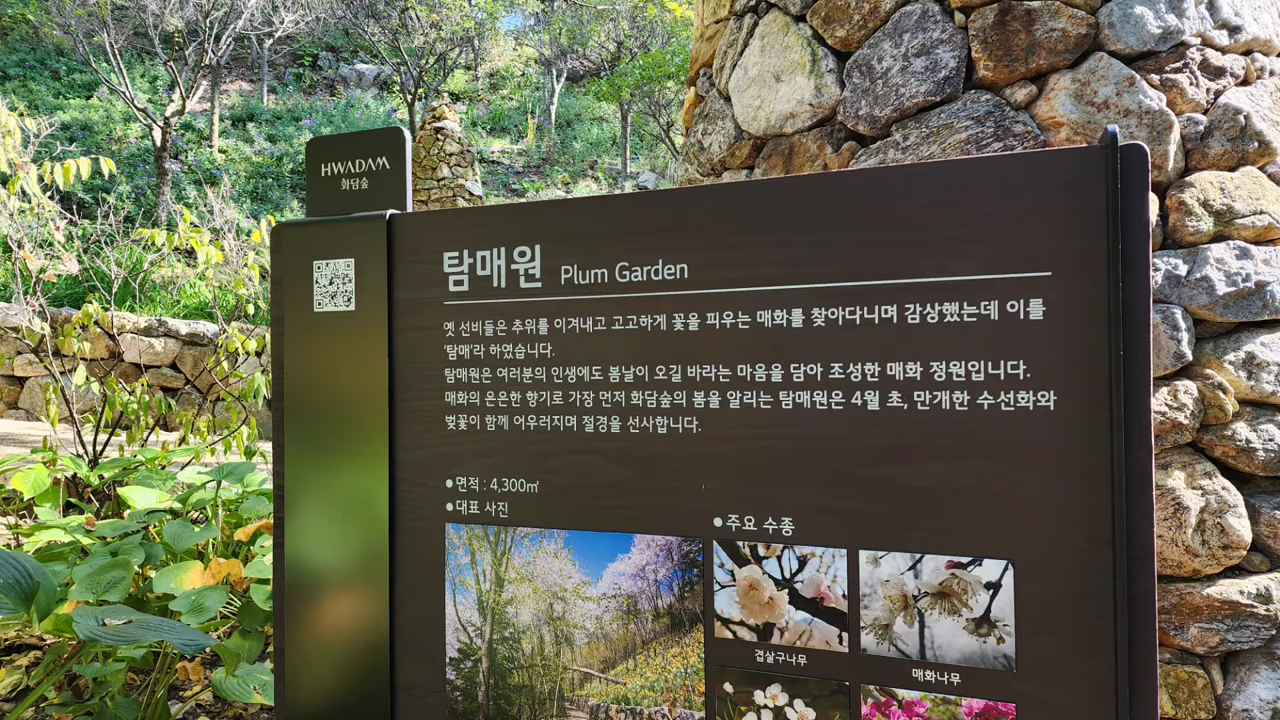 HWADAM
화담숲
탐매원 Plum Garden
옛 선비들은 추위를 이겨내고 고고하게 꽃을 피우는 매화를 찾아다니며 감상했는데 이를
'탐매'라 하였습니다.
탐매원은 여러분의 인생에도 봄날이 오길 바라는 마음을 담아 조성한 매화 정원입니다.
매화의 은은한 향기로 가장 먼저 화담숲의 봄을 알리는 탐매원은 4월 초, 만개한 수선화와
벚꽃이 함께 어우러지며 절경을 선사합니다.
● 면적 : 4,300㎡
● 대표 사진
● 주요 수종
겹살구나무
매화나무